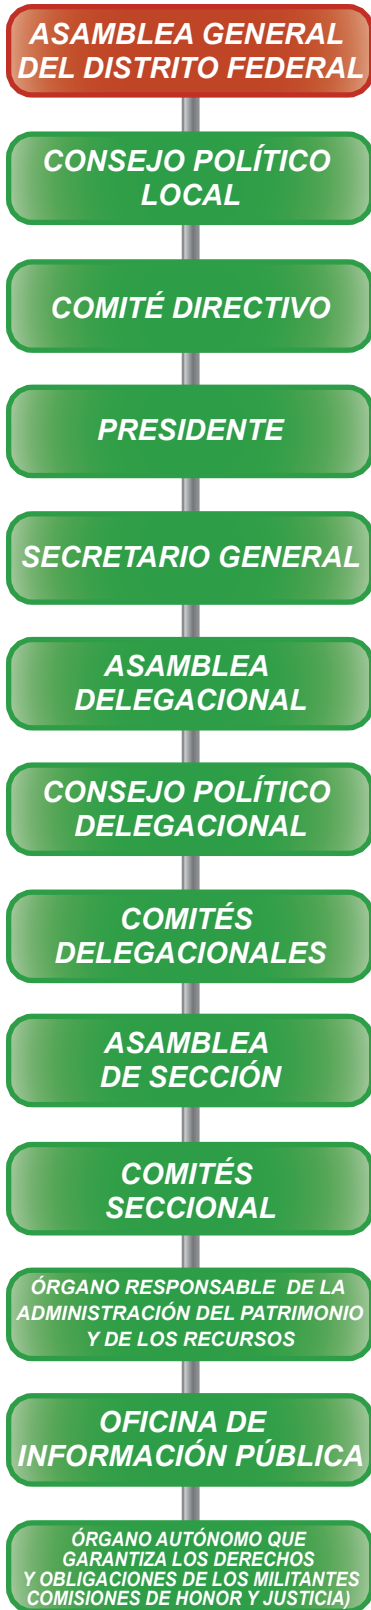 ASAMBLEA GENERAL
DEL DISTRITO FEDERAL
CONSEJO POLÍTICO
LOCAL
COMITÉ DIRECTIVO
PRESIDENTE
SECRETARIO GENERAL
ASAMBLEA
DELEGACIONAL
CONSEJO POLÍTICO
DELEGACIONAL
COMITÉS
DELEGACIONALES
ASAMBLEA
DE SECCIÓN
COMITÉS
SECCIONAL
ÓRGANO RESPONSABLE DE LA
ADMINISTRACIÓN DEL PATRIMONIO
Y DE LOS RECURSOS
OFICINA DE
INFORMACIÓN PÚBLICA
ÓRGANO AUTÓNOMO QUE
GARANTIZA LOS DERECHOS
Y OBLIGACIONES DE LOS MILITANTES
COMISIONES DE HONOR Y JUSTICIA)